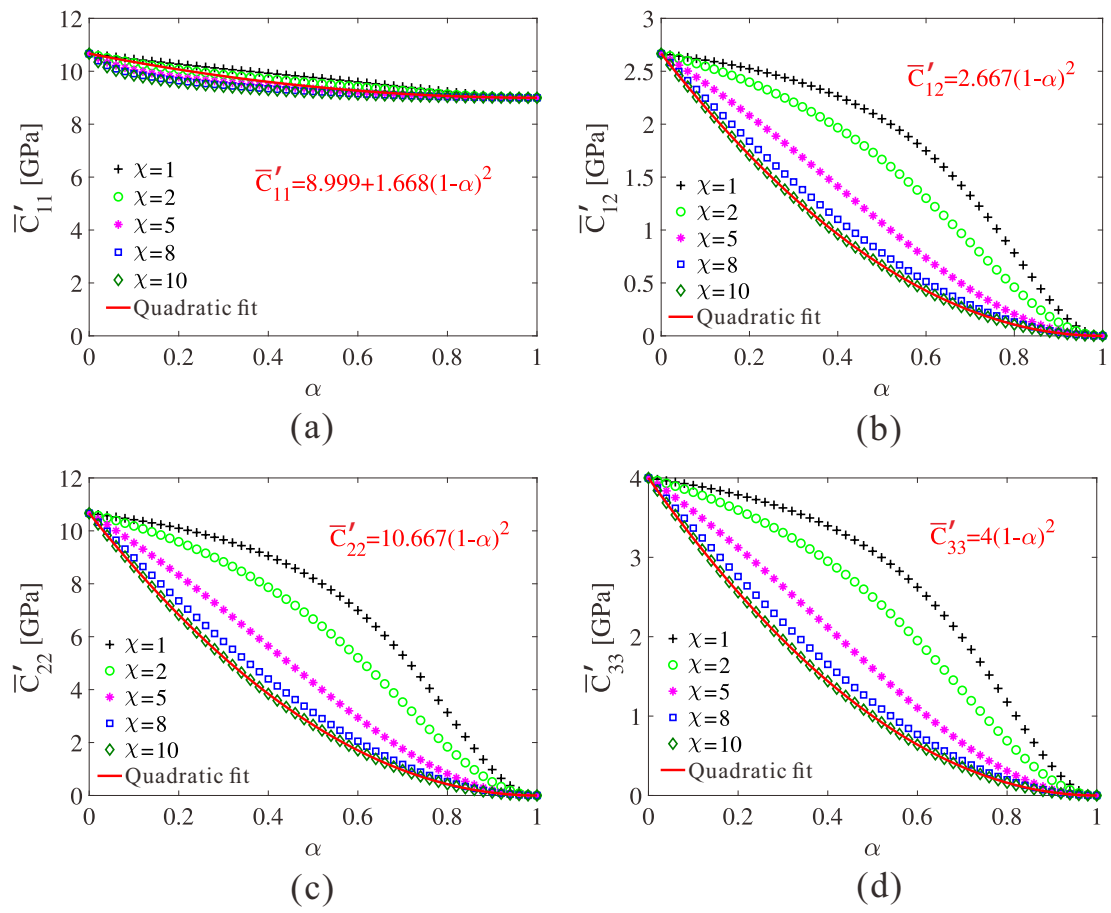 12
10
8
6
4
2
0
C̅′11 [GPa]
C̅′11=8.999+1.668(1-α)²
χ=1
χ=2
χ=5
χ=8
χ=10
Quadratic fit
0 0.2 0.4 0.6 0.8 1
α
(a)
3
2.5
2
1.5
1
0.5
0
C̅′12 [GPa]
C̅′12=2.667(1-α)²
χ=1
χ=2
χ=5
χ=8
χ=10
Quadratic fit
0 0.2 0.4 0.6 0.8 1
α
(b)
12
10
8
6
4
2
0
C̅′22 [GPa]
C̅′22=10.667(1-α)²
χ=1
χ=2
χ=5
χ=8
χ=10
Quadratic fit
0 0.2 0.4 0.6 0.8 1
α
(c)
4
3
2
1
0
C̅′33 [GPa]
C̅′33=4(1-α)²
χ=1
χ=2
χ=5
χ=8
χ=10
Quadratic fit
0 0.2 0.4 0.6 0.8 1
α
(d)